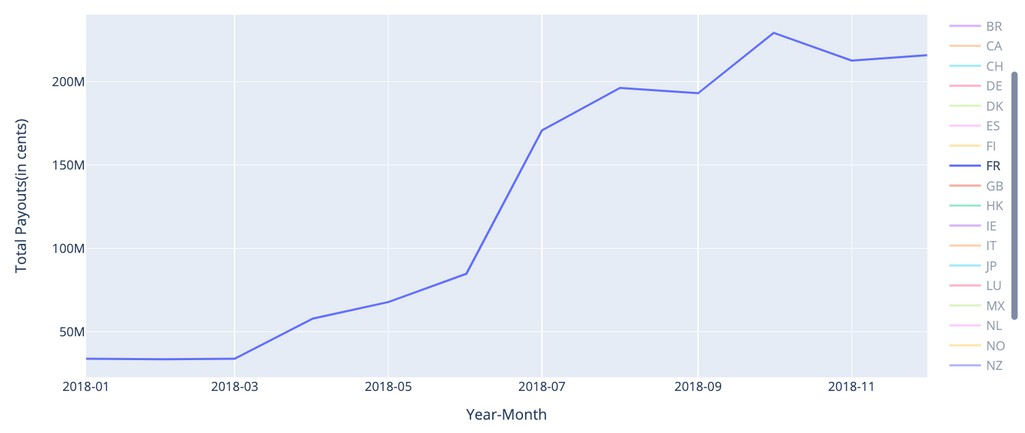 Total Payouts(in cents)
200M
150M
100M
50M
2018-01
2018-03
2018-05
2018-07
2018-09
2018-11
Year-Month
BR
CA
CH
DE
DK
ES
FI
FR
GB
HK
IE
IT
JP
LU
MX
NL
NO
NZ